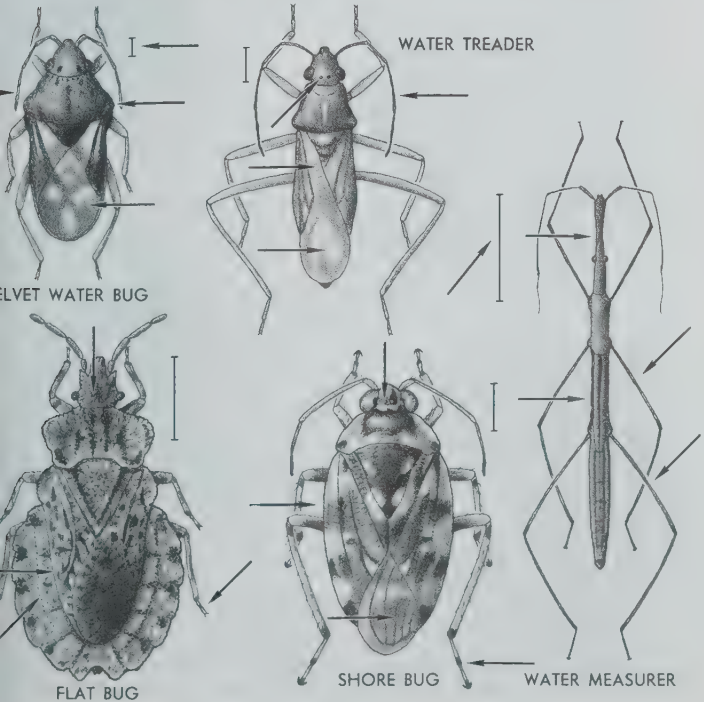 WATER TREADER
ELVET WATER BUG
FLAT BUG
SHORE BUG
WATER MEASURER